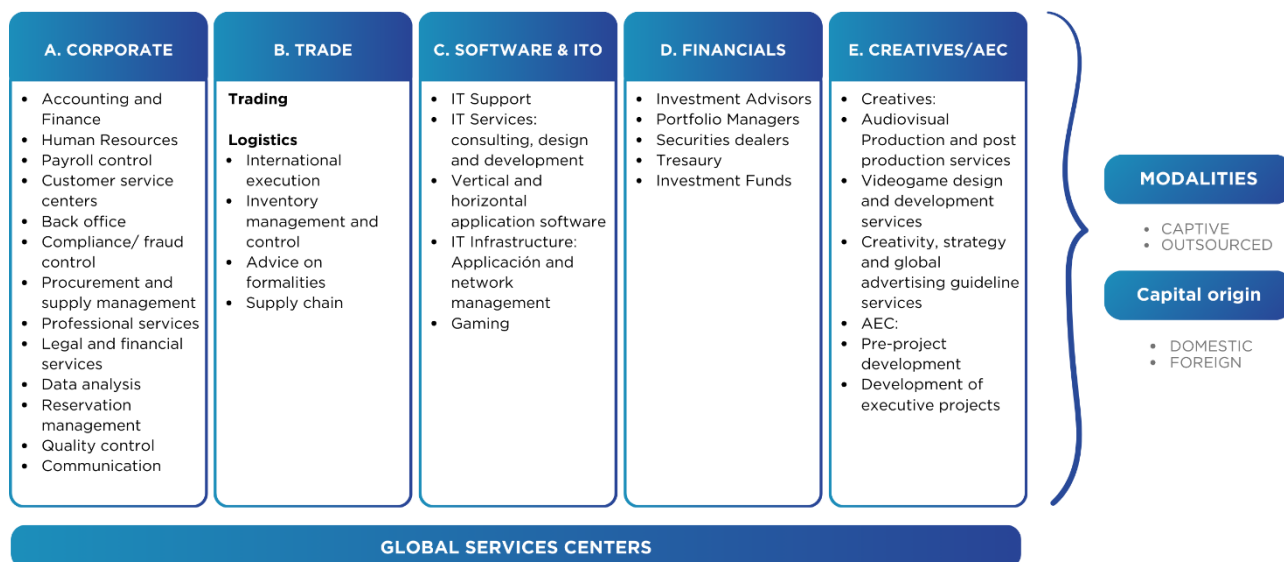 A. CORPORATE
• Accounting and
Finance
• Human Resources
• Payroll control
• Customer service
centers
• Back office
• Compliance/ fraud
control
• Procurement and
supply management
• Professional services
• Legal and financial
services
• Data analysis
• Reservation
management
• Quality control
• Communication
B. TRADE
Trading
Logistics
• International
execution
• Inventory
management and
control
• Advice on
formalities
• Supply chain
C. SOFTWARE & ITO
• IT Support
• IT Services:
consulting, design
and development
• Vertical and
horizontal
application software
• IT Infrastructure:
Applicación and
network
management
• Gaming
D. FINANCIALS
• Investment Advisors
• Portfolio Managers
• Securities dealers
• Tresaury
• Investment Funds
E. CREATIVES/AEC
• Creatives:
• Audiovisual
Production and post
production services
• Videogame design
and development
services
• Creativity, strategy
and global
advertising guideline
services
• AEC:
• Pre-project
development
• Development of
executive projects
MODALITIES
• CAPTIVE
• OUTSOURCED
Capital origin
• DOMESTIC
• FOREIGN
GLOBAL SERVICES CENTERS